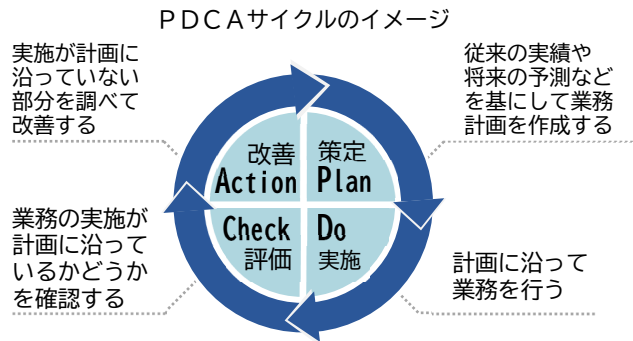 PDCAサイクルのイメージ
実施が計画に
沿っていない
部分を調べて
改善する
従来の実績や
将来の予測など
を基にして業務
計画を作成する
改善
Action
策定
Plan
Check
評価
Do
実施
業務の実施が
計画に沿って
いるかどうか
を確認する
計画に沿って
業務を行う